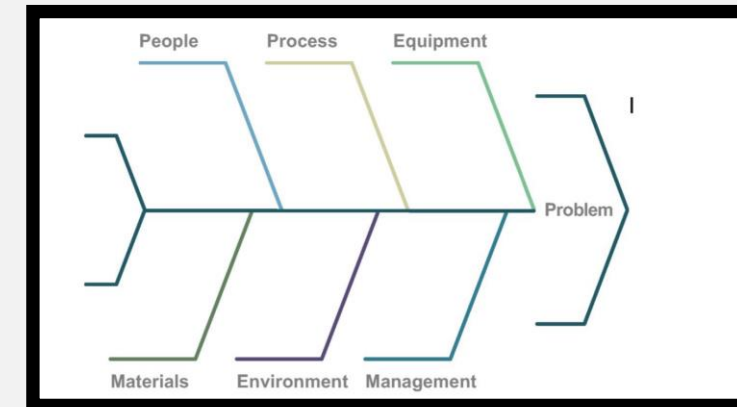 People Process Equipment
Problem
Materials Environment Management